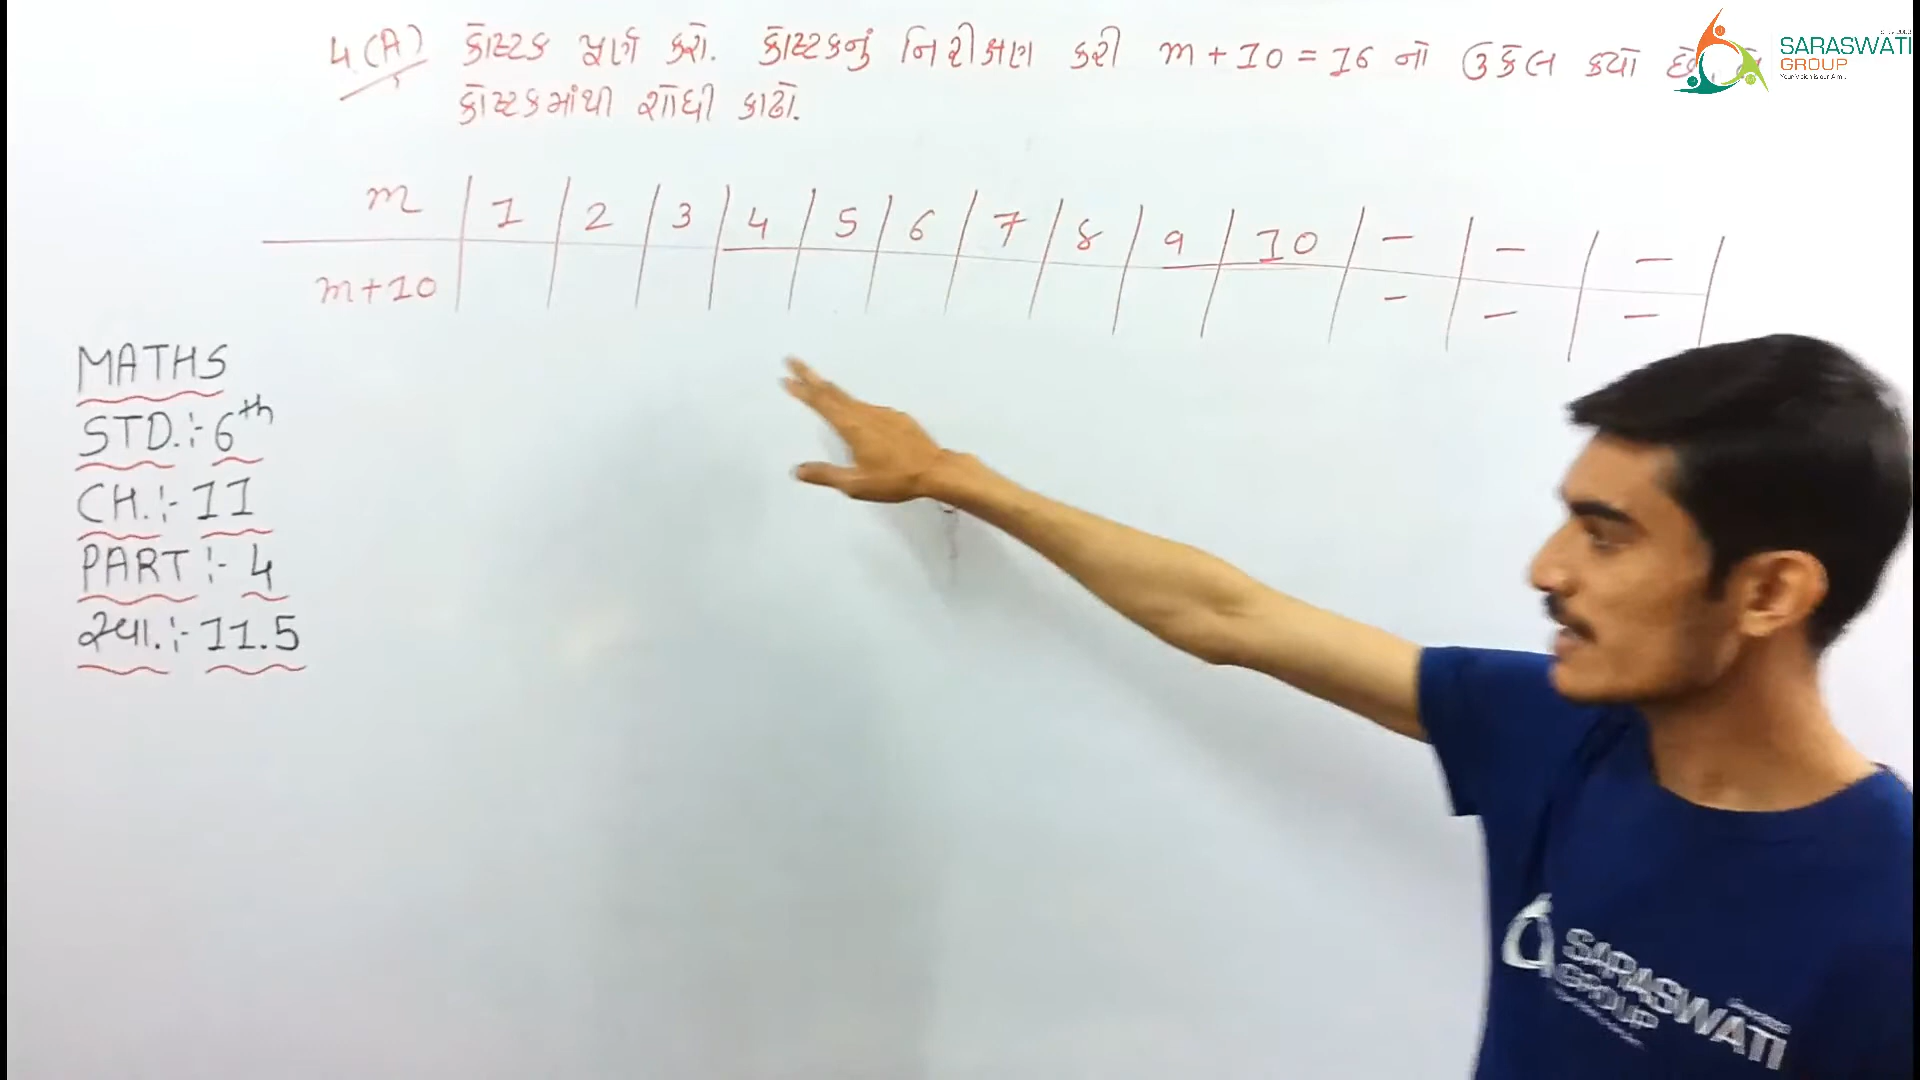 4 (A) કોષ્ટક પૂર્ણ કરો. કોષ્ટકનું નિરીક્ષણ કરી m + 10 = 16 નો ઉકેલ કયો છે
કોષ્ટકમાંથી શોધી કાઢો.
m 1 2 3 4 5 6 7 8 9 10 - - -
m+10 - - -
MATHS
STD.:- 6th
CH.:- 11
PART:- 4
સ્વા.:- 11.5
SARASWATI
GROUP
SARASWATI
GROUP